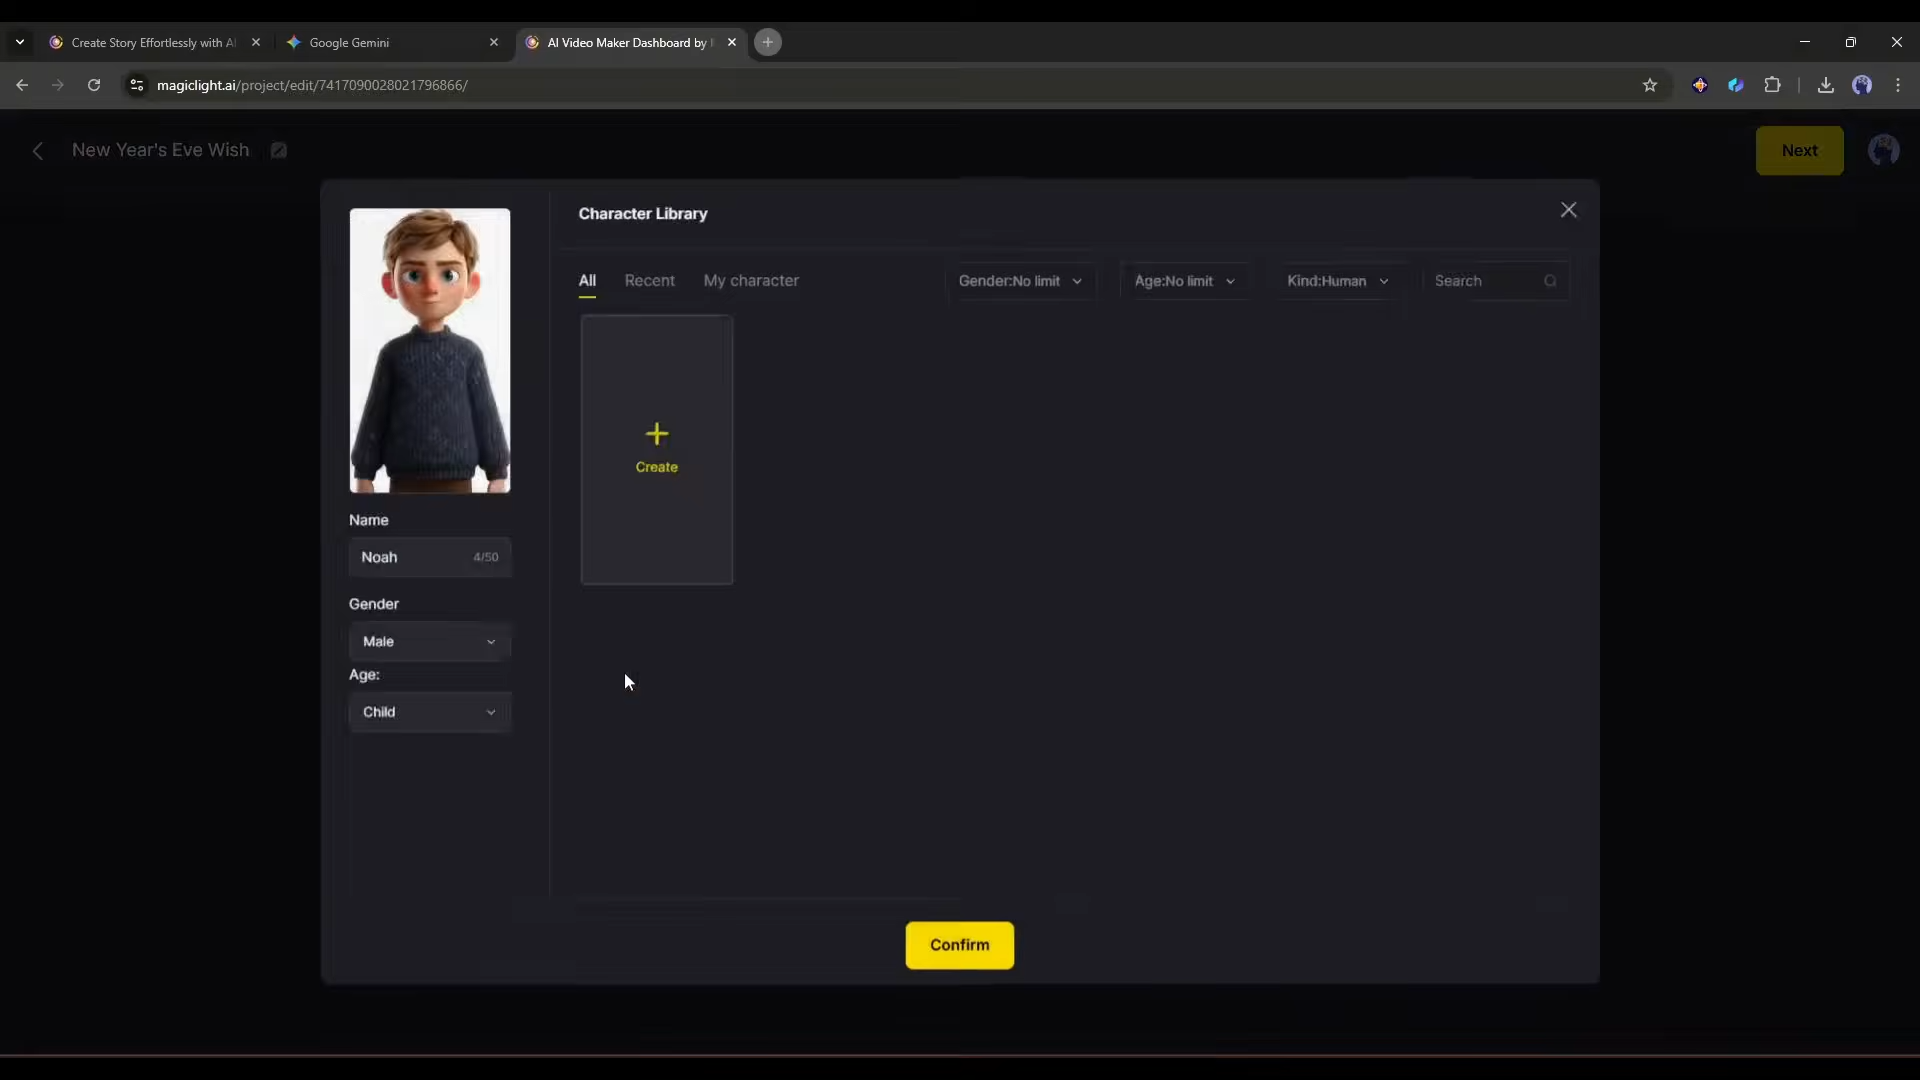 Create Story Effortlessly with AI
Google Gemini
AI Video Maker Dashboard by
magiclight.ai/project/edit/7417090028021796866/
New Year's Eve Wish
Next
Character Library
All
Recent
My character
Gender:No limit
Age:No limit
Kind:Human
Search
Create
Name
Noah
4/50
Gender
Male
Age:
Child
Confirm